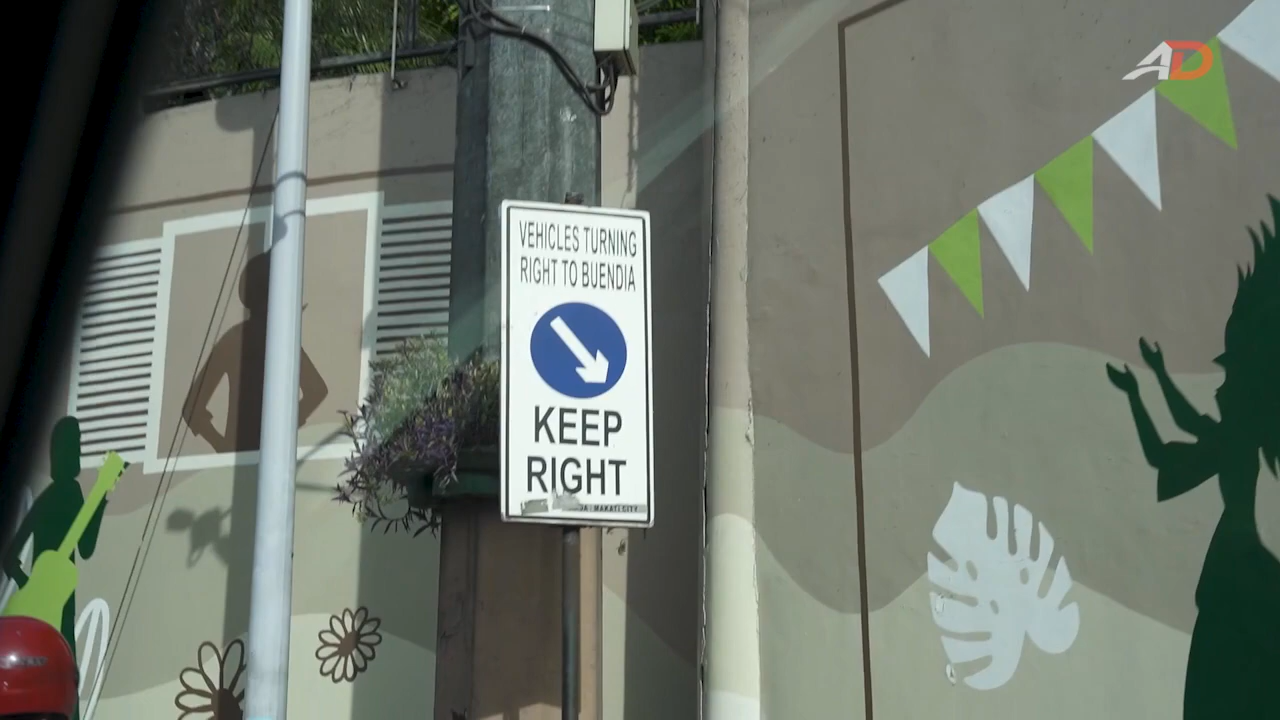 AD
VEHICLES TURNING
RIGHT TO BUENDIA
KEEP
RIGHT
MAKATI CITY